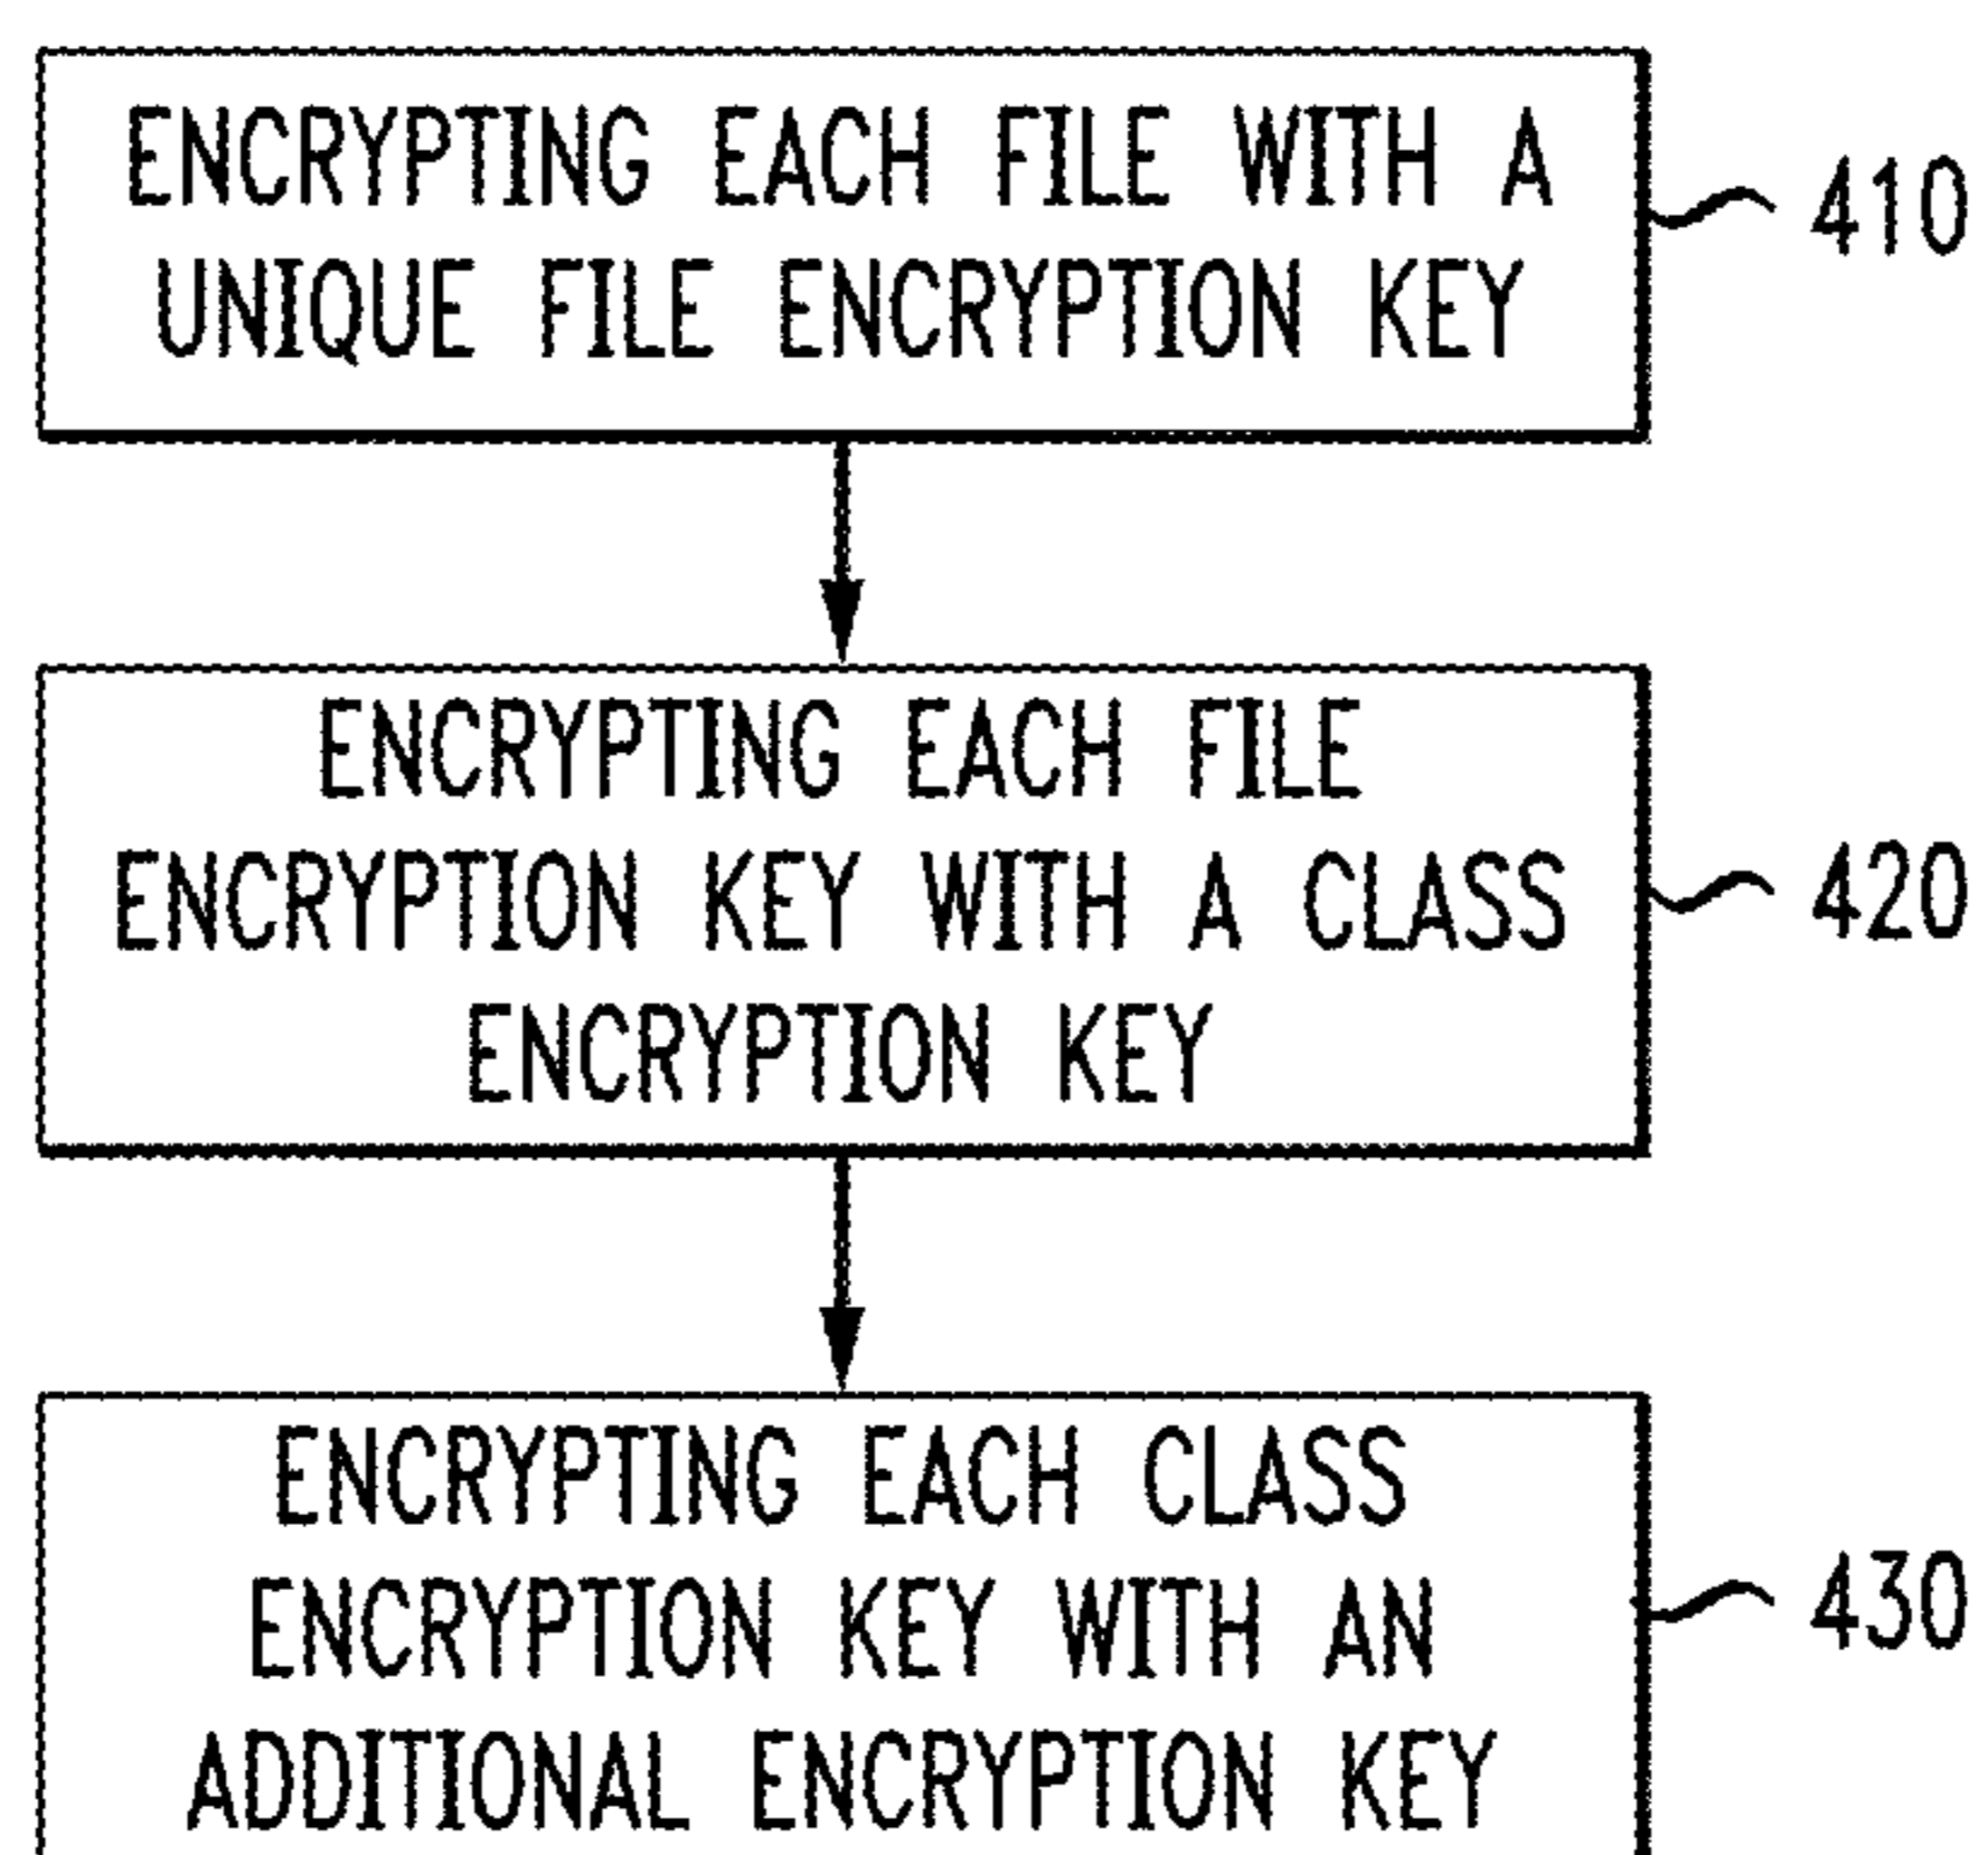 ENCRYPTING EACH FILE WITH A
UNIQUE FILE ENCRYPTION KEY
410
ENCRYPTING EACH FILE
ENCRYPTION KEY WITH A CLASS
ENCRYPTION KEY
420
ENCRYPTING EACH CLASS
ENCRYPTION KEY WITH AN
ADDITIONAL ENCRYPTION KEY
430